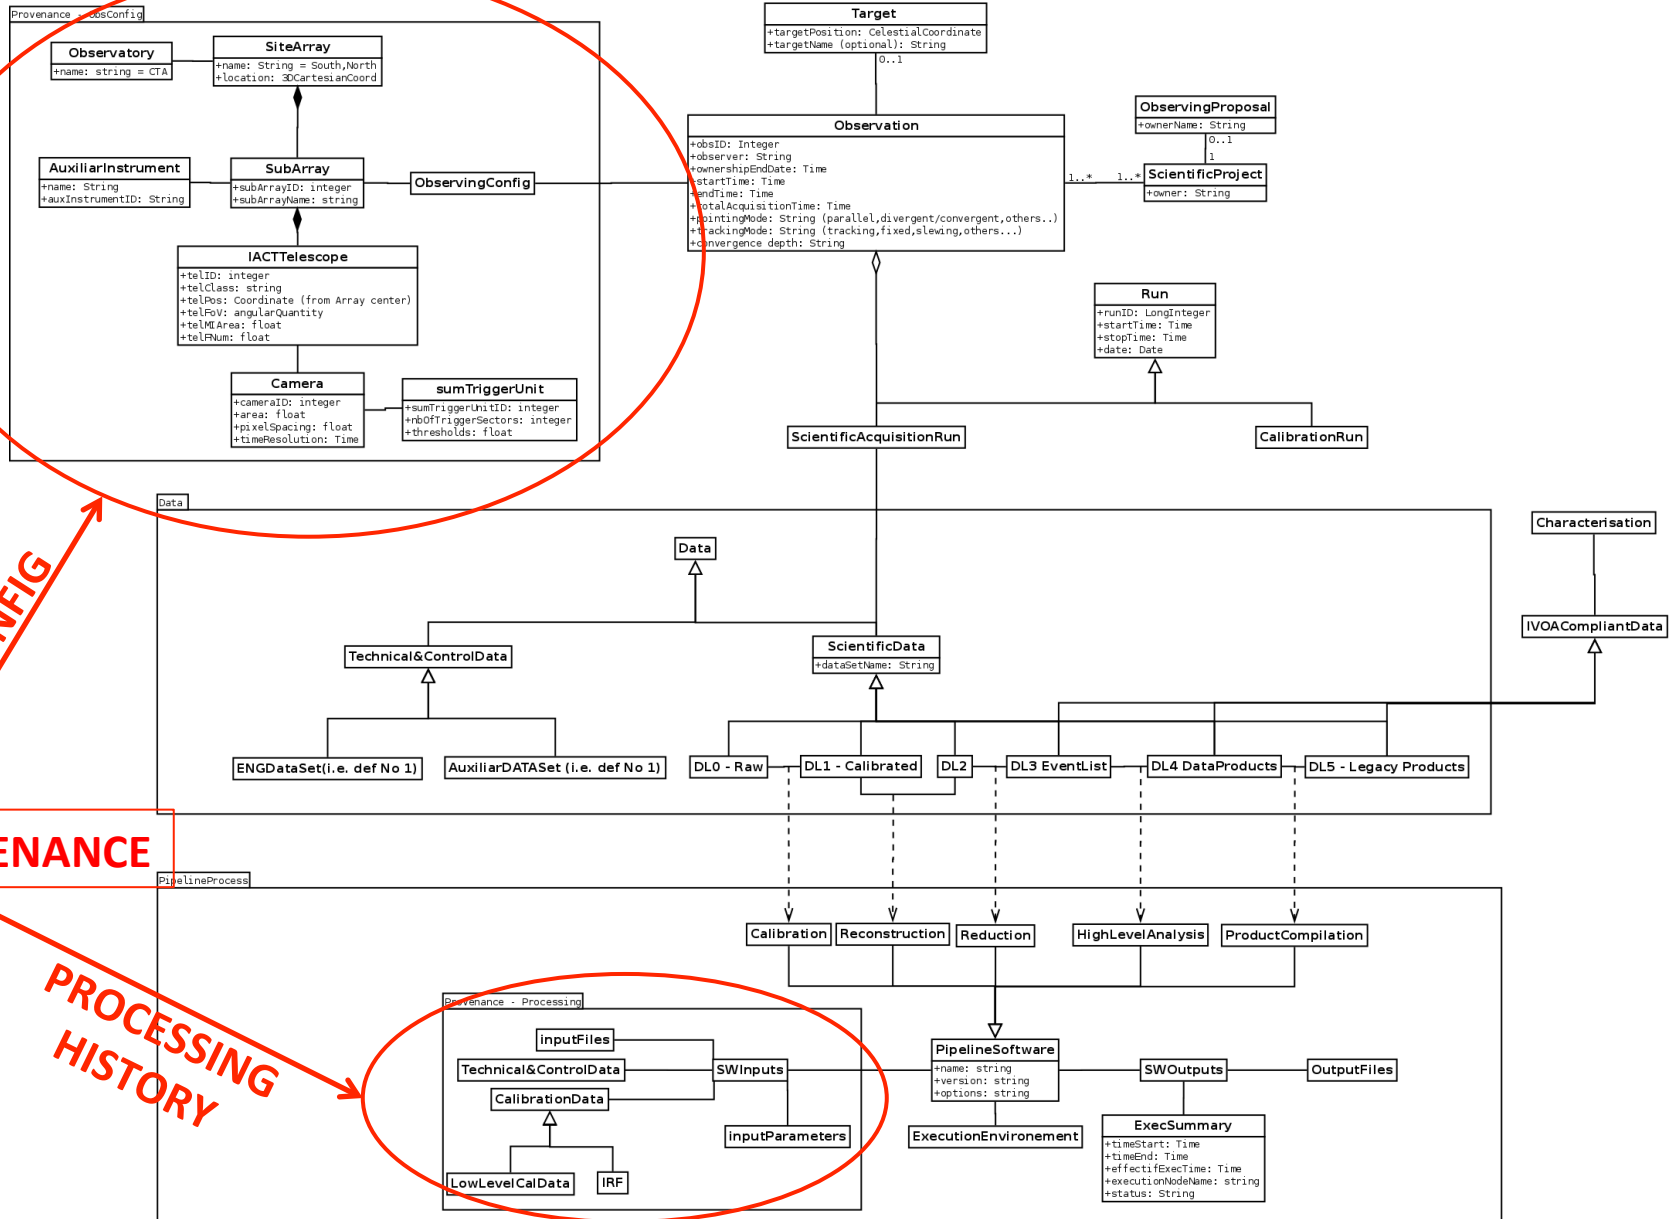 Provenance - ObsConfig
Observatory
+name: string = CTA
SiteArray
+name: String = South,North
+location: 3DCartesianCoord
AuxiliarInstrument
+name: String
+auxInstrumentID: String
SubArray
+subArrayID: integer
+subArrayName: string
ObservingConfig
IACTTelescope
+telID: integer
+telClass: string
+telPos: Coordinate (from Array center)
+telFoV: angularQuantity
+telMIArea: float
+telFNum: float
Camera
+cameraID: integer
+area: float
+pixelSpacing: float
+timeResolution: Time
sumTriggerUnit
+sumTriggerUnitID: integer
+nbOfTriggerSectors: integer
+thresholds: float
Target
+targetPosition: CelestialCoordinate
+targetName (optional): String
0..1
Observation
+obsID: Integer
+observer: String
+ownershipEndDate: Time
+startTime: Time
+endTime: Time
+totalAcquisitionTime: Time
+pointingMode: String (parallel,divergent/convergent,others..)
+trackingMode: String (tracking,fixed,slewing,others...)
+convergence depth: String
1..*
1..*
ObservingProposal
+ownerName: String
0..1
1
ScientificProject
+owner: String
Run
+runID: LongInteger
+startTime: Time
+stopTime: Time
+date: Date
ScientificAcquisitionRun
CalibrationRun
NFIG
Data
Data
Technical&ControlData
ScientificData
+dataSetName: String
Characterisation
IVOACompliantData
ENGDataSet(i.e. def No 1)
AuxiliarDATASet (i.e. def No 1)
DL0 - Raw
DL1 - Calibrated
DL2
DL3 EventList
DL4 DataProducts
DL5 - Legacy Products
ENANCE
PipelineProcess
Calibration
Reconstruction
Reduction
HighLevelAnalysis
ProductCompilation
PROCESSING
HISTORY
Provenance - Processing
inputFiles
Technical&ControlData
SWInputs
CalibrationData
inputParameters
LowLevelCalData
IRF
PipelineSoftware
+name: string
+version: string
+options: string
ExecutionEnvironement
SWOutputs
OutputFiles
ExecSummary
+timeStart: Time
+timeEnd: Time
+effectifExecTime: Time
+executionNodeName: string
+status: String